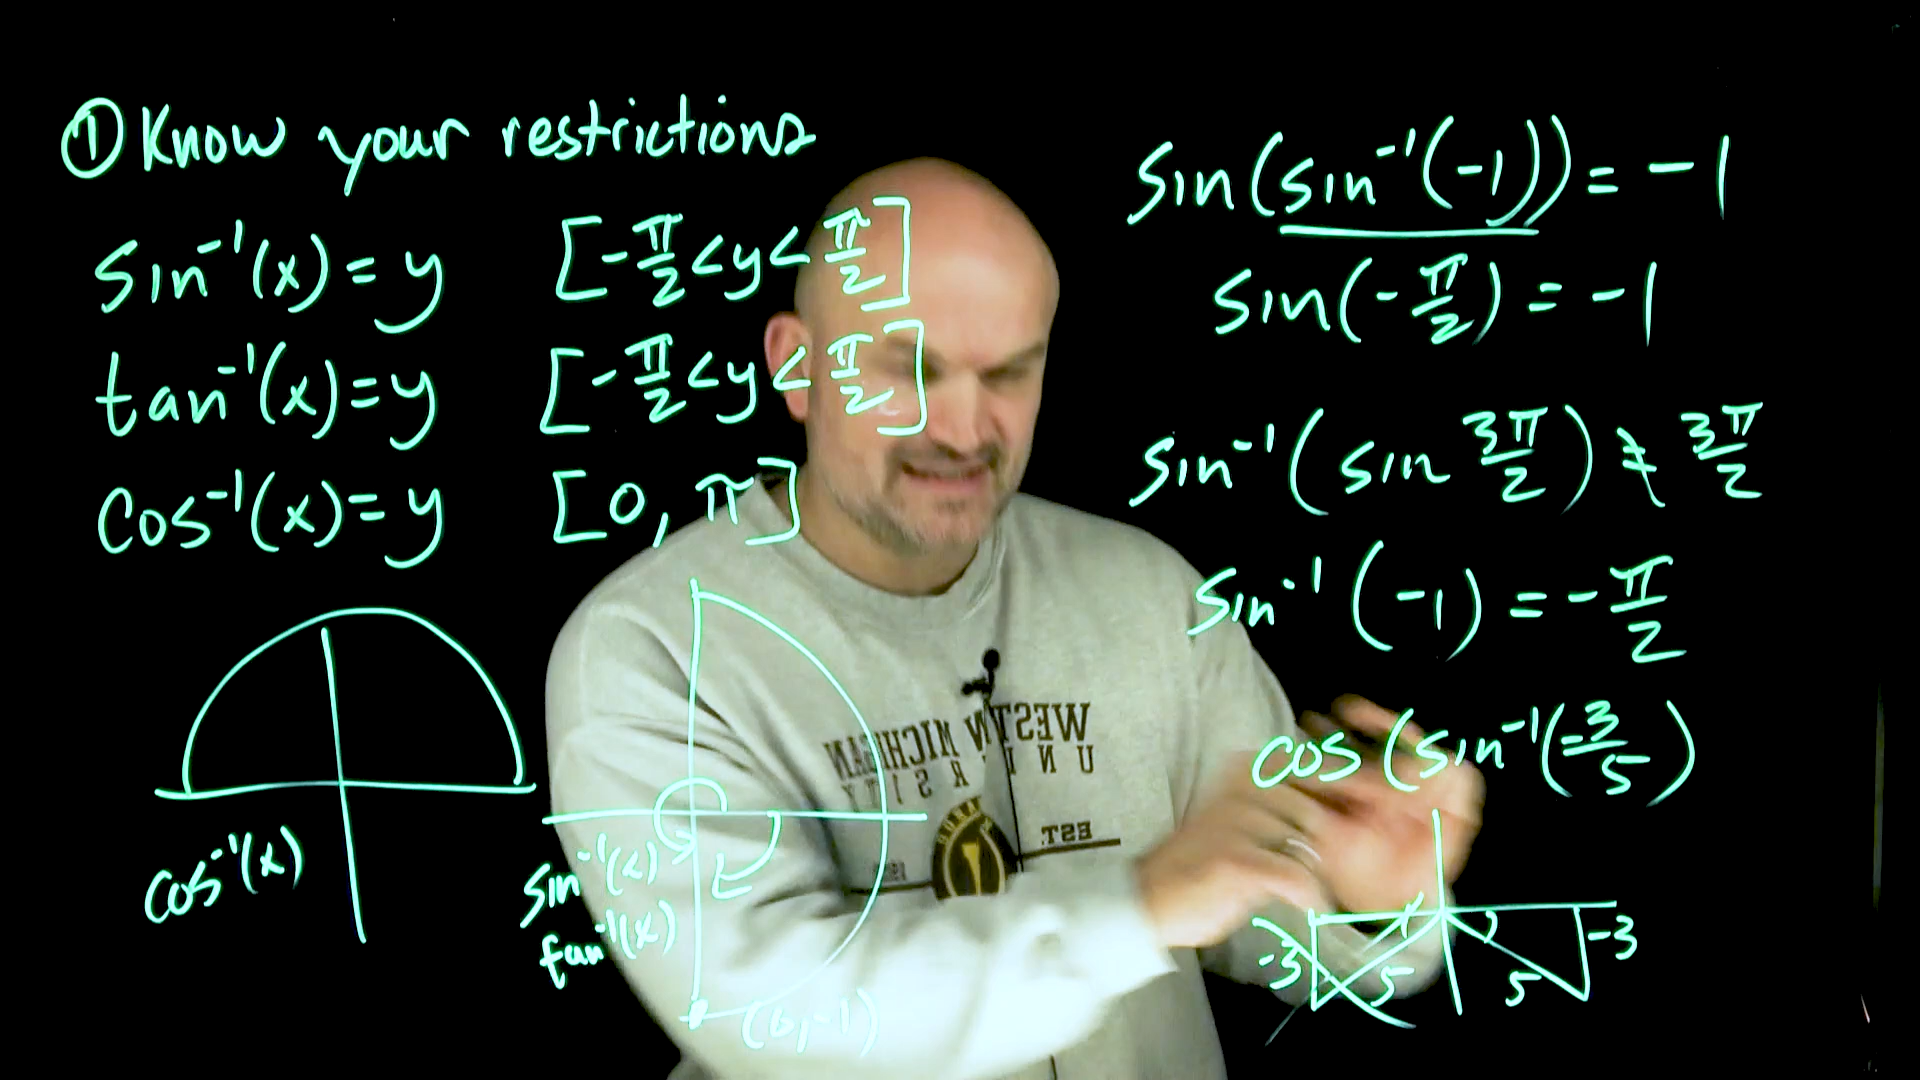 ① Know your restrictions
sin⁻¹(x) = y [-π/2 < y < π/2]
tan⁻¹(x) = y [-π/2 < y < π/2]
cos⁻¹(x) = y [0, π]
cos⁻¹(x)
sin⁻¹(x)
tan⁻¹(x)
(0,-1)
sin(sin⁻¹(-1)) = -1
sin(-π/2) = -1
sin⁻¹(sin 3π/2) ≠ 3π/2
sin⁻¹(-1) = -π/2
cos(sin⁻¹(-3/5)
-3 5 5 -3
WESTERN MICHIGAN
EST.